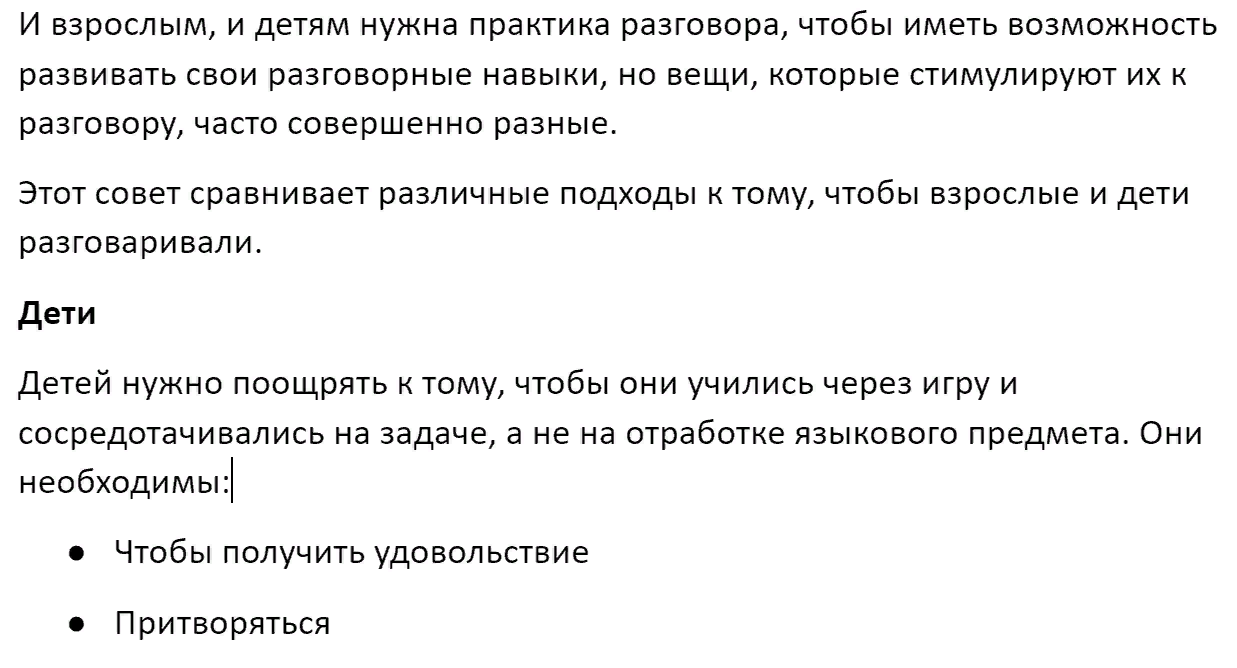 И взрослым, и детям нужна практика разговора, чтобы иметь возможность
развивать свои разговорные навыки, но вещи, которые стимулируют их к
разговору, часто совершенно разные.
Этот совет сравнивает различные подходы к тому, чтобы взрослые и дети
разговаривали.
Дети
Детей нужно поощрять к тому, чтобы они учились через игру и
сосредотачивались на задаче, а не на отработке языкового предмета. Они
необходимы:
● Чтобы получить удовольствие
● Притворяться